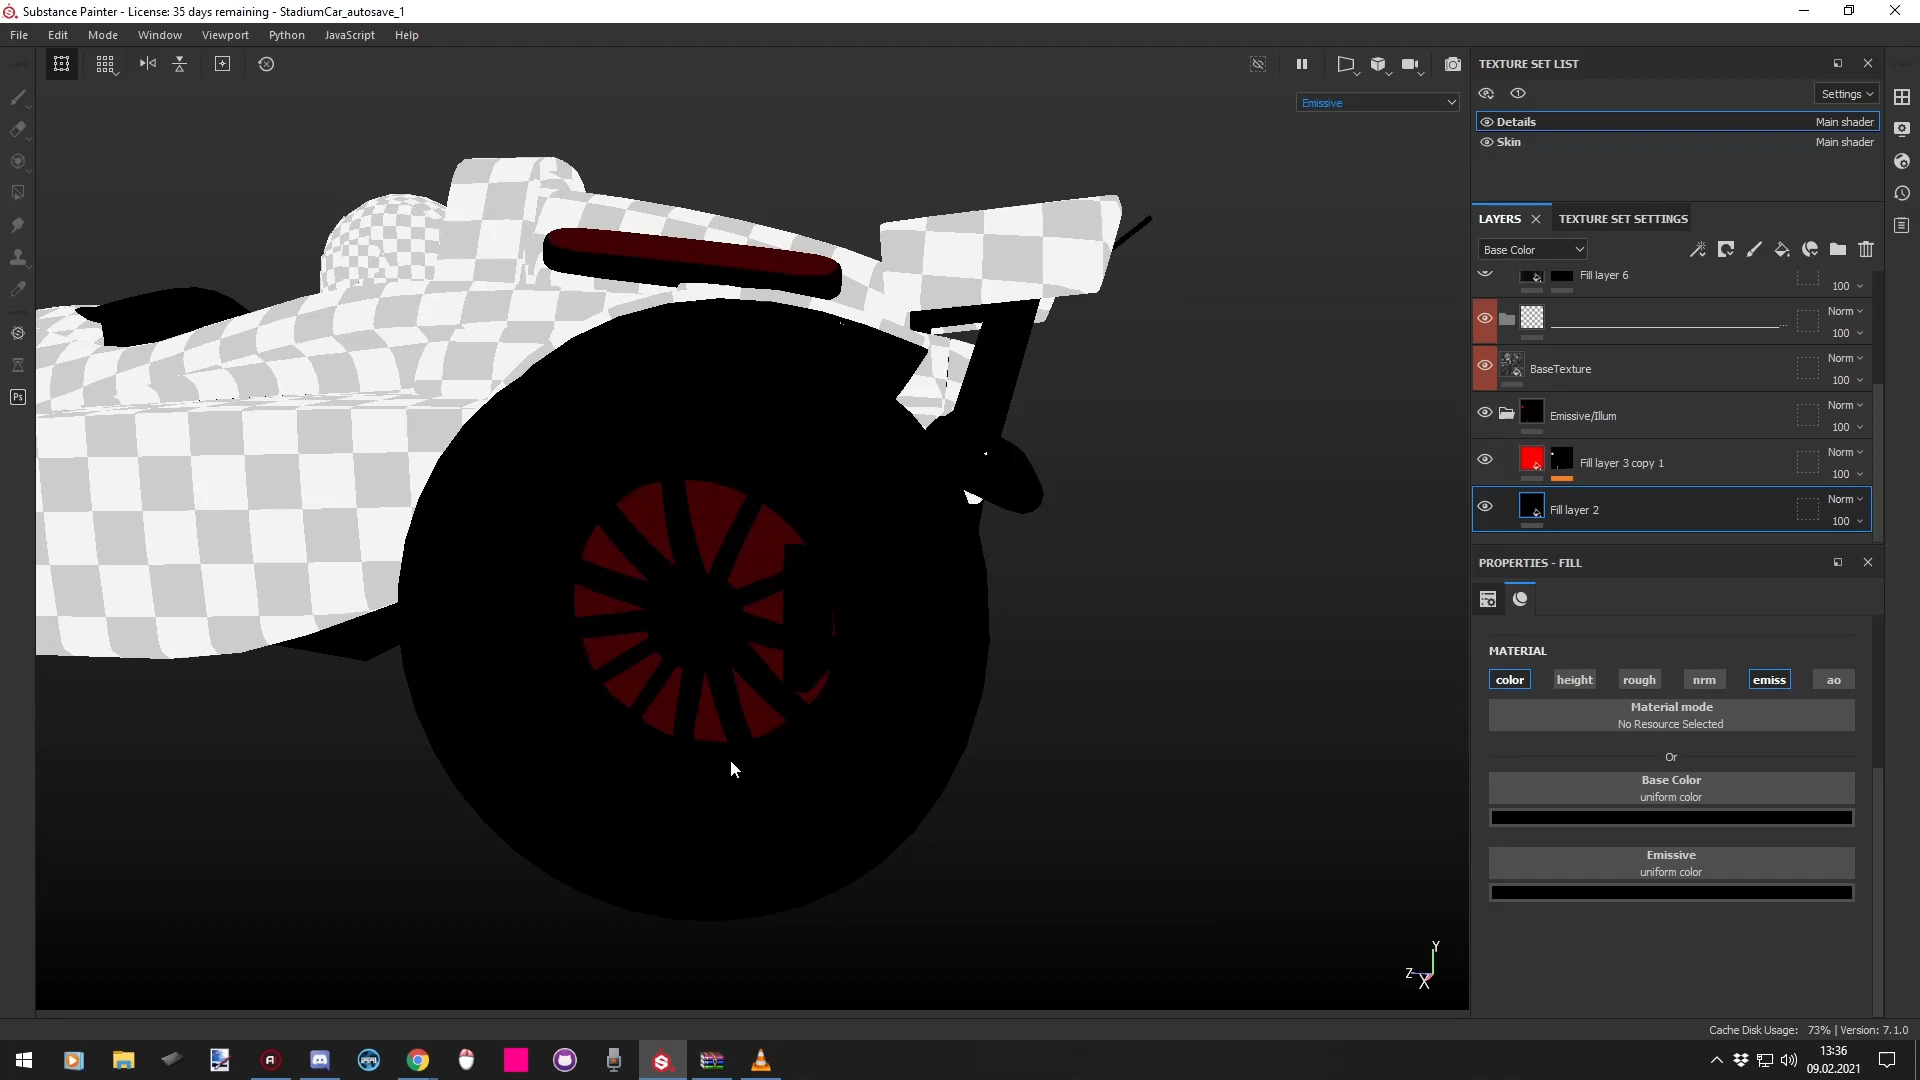 Substance Painter - License: 35 days remaining - StadiumCar_autosave_1
File Edit Mode Window Viewport Python JavaScript Help
TEXTURE SET LIST
Settings
Emissive
Details Main shader
Skin Main shader
LAYERS TEXTURE SET SETTINGS
Base Color
Fill layer 6
100
Norm
100
BaseTexture
Norm
100
Emissive/Illum
Norm
100
Fill layer 3 copy 1
Norm
100
Fill layer 2
Norm
100
PROPERTIES - FILL
MATERIAL
color height rough nrm emiss ao
Material mode
No Resource Selected
Or
Base Color
uniform color
Emissive
uniform color
Y
Z
X
Ps
Cache Disk Usage: 73% | Version: 7.1.0
13:36
09.02.2021